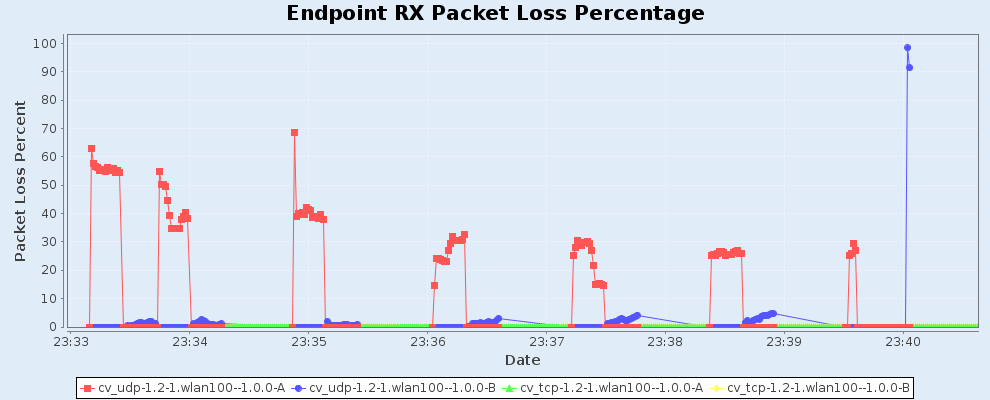 Endpoint RX Packet Loss Percentage
Packet Loss Percent
100
90
80
70
60
50
40
30
20
10
0
23:33 23:34 23:35 23:36 23:37 23:38 23:39 23:40
Date
cv_udp-1.2-1.wlan100--1.0.0-A cv_udp-1.2-1.wlan100--1.0.0-B cv_tcp-1.2-1.wlan100--1.0.0-A cv_tcp-1.2-1.wlan100--1.0.0-B